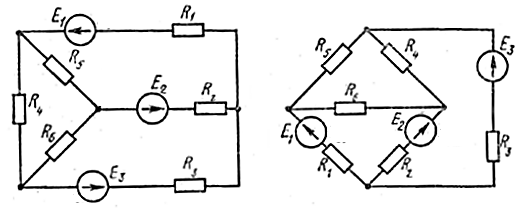 E1 R1
R5
E2
R4 R2
R6
E3 R3
R5 R4 E3
R6
E1 E2
R1 R2 R3